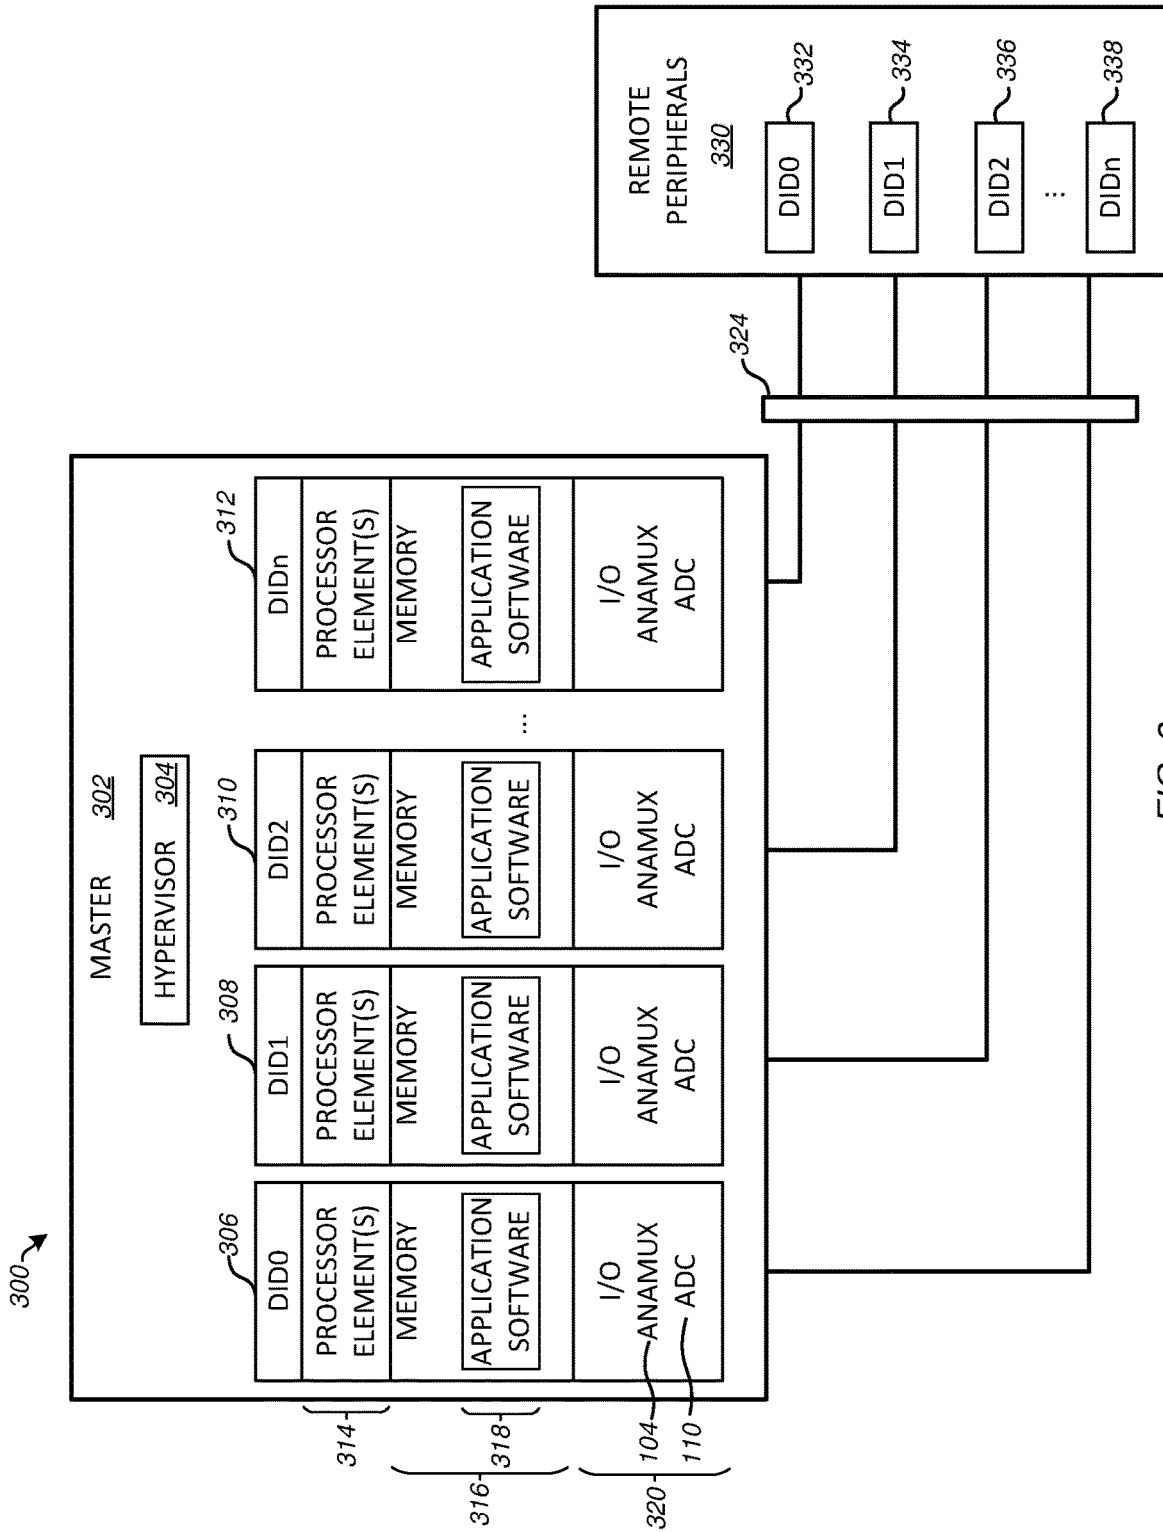 300
MASTER 302
HYPERVISOR 304
306
308
310
312
DID0
DID1
DID2
DIDn
314
PROCESSOR
ELEMENT(S)
PROCESSOR
ELEMENT(S)
PROCESSOR
ELEMENT(S)
PROCESSOR
ELEMENT(S)
316
MEMORY
MEMORY
MEMORY
MEMORY
318
APPLICATION
SOFTWARE
APPLICATION
SOFTWARE
APPLICATION
SOFTWARE
...
APPLICATION
SOFTWARE
320
104
110
I/O
ANAMUX
ADC
I/O
ANAMUX
ADC
I/O
ANAMUX
ADC
I/O
ANAMUX
ADC
324
REMOTE
PERIPHERALS
330
DID0 332
DID1 334
DID2 336
...
DIDn 338